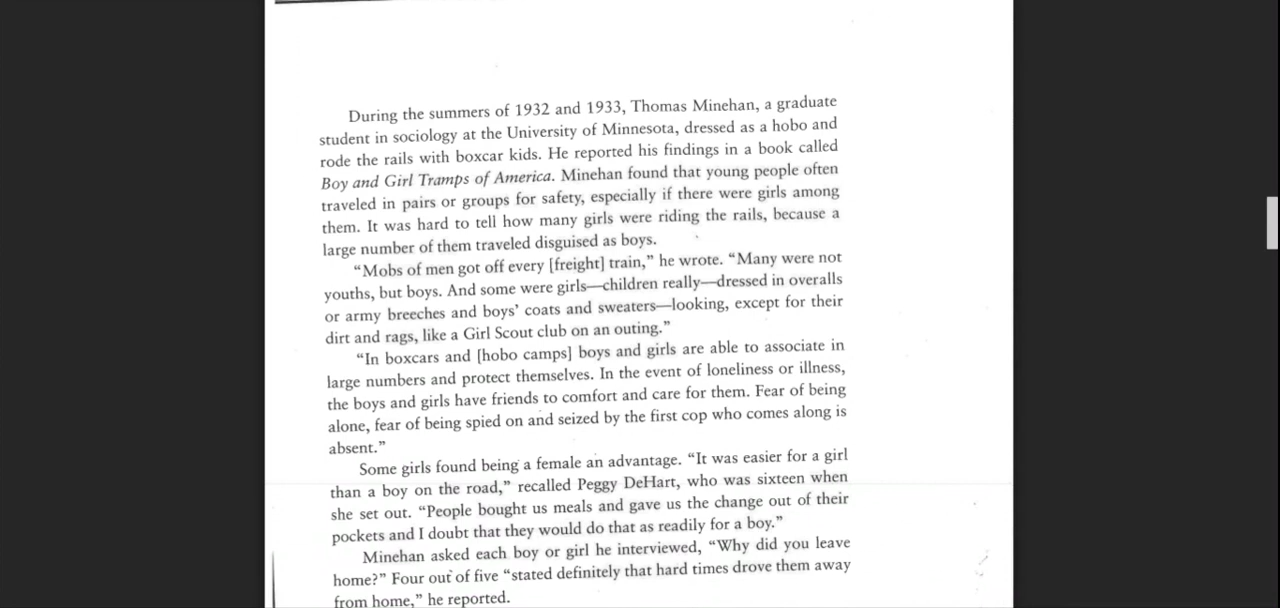 During the summers of 1932 and 1933, Thomas Minehan, a graduate
student in sociology at the University of Minnesota, dressed as a hobo and
rode the rails with boxcar kids. He reported his findings in a book called
Boy and Girl Tramps of America. Minehan found that young people often
traveled in pairs or groups for safety, especially if there were girls among
them. It was hard to tell how many girls were riding the rails, because a
large number of them traveled disguised as boys.
“Mobs of men got off every [freight] train,” he wrote. “Many were not
youths, but boys. And some were girls—children really—dressed in overalls
or army breeches and boys’ coats and sweaters—looking, except for their
dirt and rags, like a Girl Scout club on an outing.”
“In boxcars and [hobo camps] boys and girls are able to associate in
large numbers and protect themselves. In the event of loneliness or illness,
the boys and girls have friends to comfort and care for them. Fear of being
alone, fear of being spied on and seized by the first cop who comes along is
absent.”
Some girls found being a female an advantage. “It was easier for a girl
than a boy on the road,” recalled Peggy DeHart, who was sixteen when
she set out. “People bought us meals and gave us the change out of their
pockets and I doubt that they would do that as readily for a boy.”
Minehan asked each boy or girl he interviewed, “Why did you leave
home?” Four out of five “stated definitely that hard times drove them away
from home,” he reported.